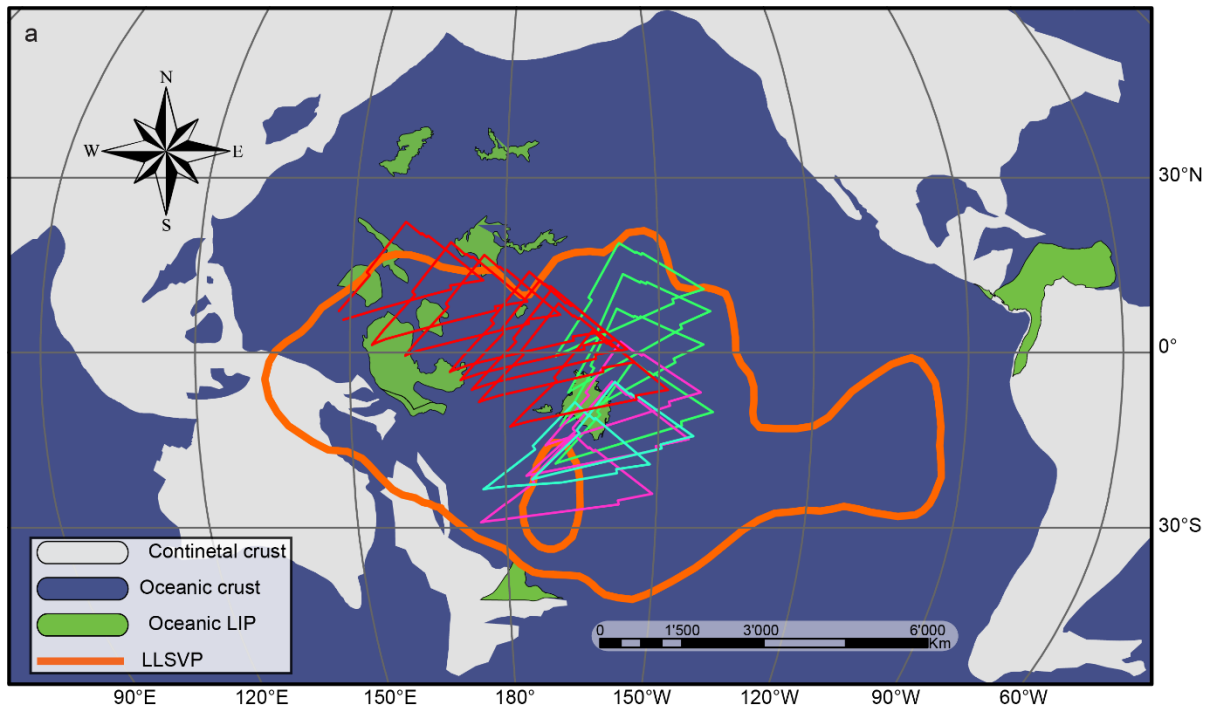 a
N
W E
S
30°N
0°
30°S
Continetal crust
Oceanic crust
Oceanic LIP
LLSVP
0 1'500 3'000 6'000
Km
90°E 120°E 150°E 180° 150°W 120°W 90°W 60°W